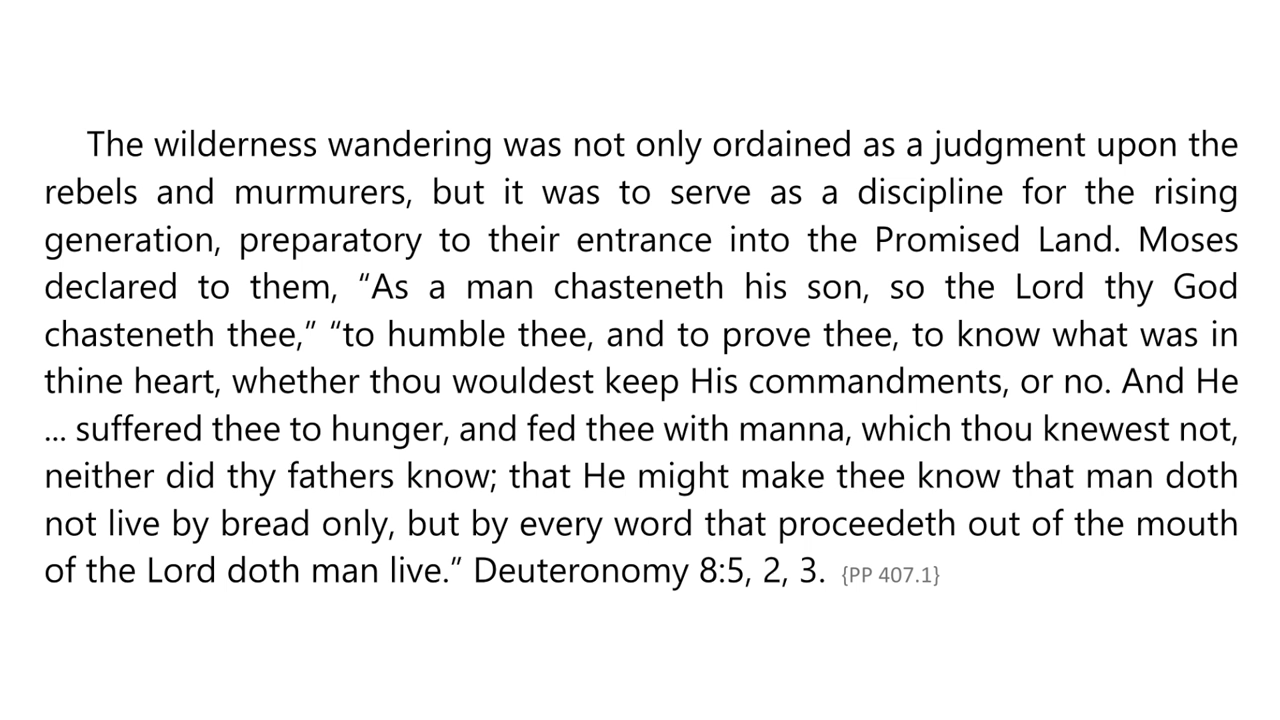 The wilderness wandering was not only ordained as a judgment upon the
rebels and murmurers, but it was to serve as a discipline for the rising
generation, preparatory to their entrance into the Promised Land. Moses
declared to them, “As a man chasteneth his son, so the Lord thy God
chasteneth thee,” “to humble thee, and to prove thee, to know what was in
thine heart, whether thou wouldest keep His commandments, or no. And He
... suffered thee to hunger, and fed thee with manna, which thou knewest not,
neither did thy fathers know; that He might make thee know that man doth
not live by bread only, but by every word that proceedeth out of the mouth
of the Lord doth man live.” Deuteronomy 8:5, 2, 3. {PP 407.1}